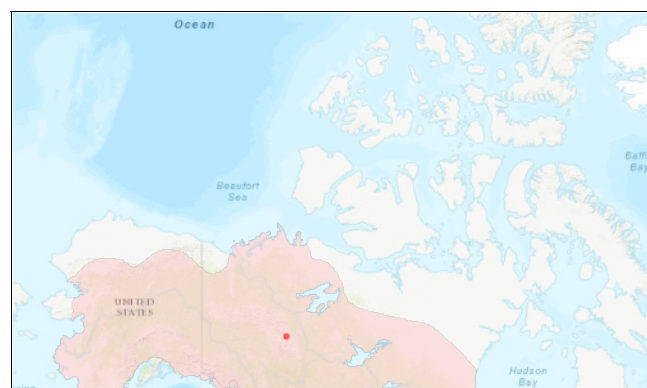 Ocean
Beaufort
Sea
Baffi
Bay
UNITED
STATES
Hudson
Bay